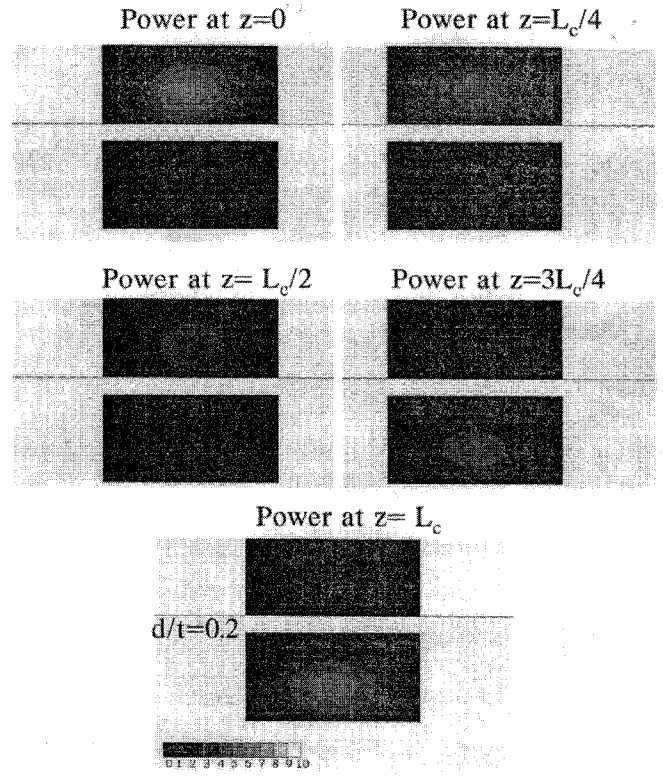 Power at z=0
Power at z=L_c/4
Power at z= L_c/2
Power at z=3L_c/4
Power at z= L_c
d/t=0.2
0 1 2 3 4 5 6 7 8 9 10